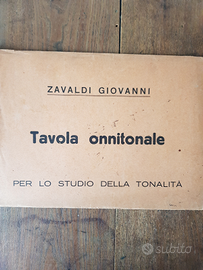 ZAVALDI GIOVANNI
Tavola onnitonale
PER LO STUDIO DELLA TONALITÀ
subito